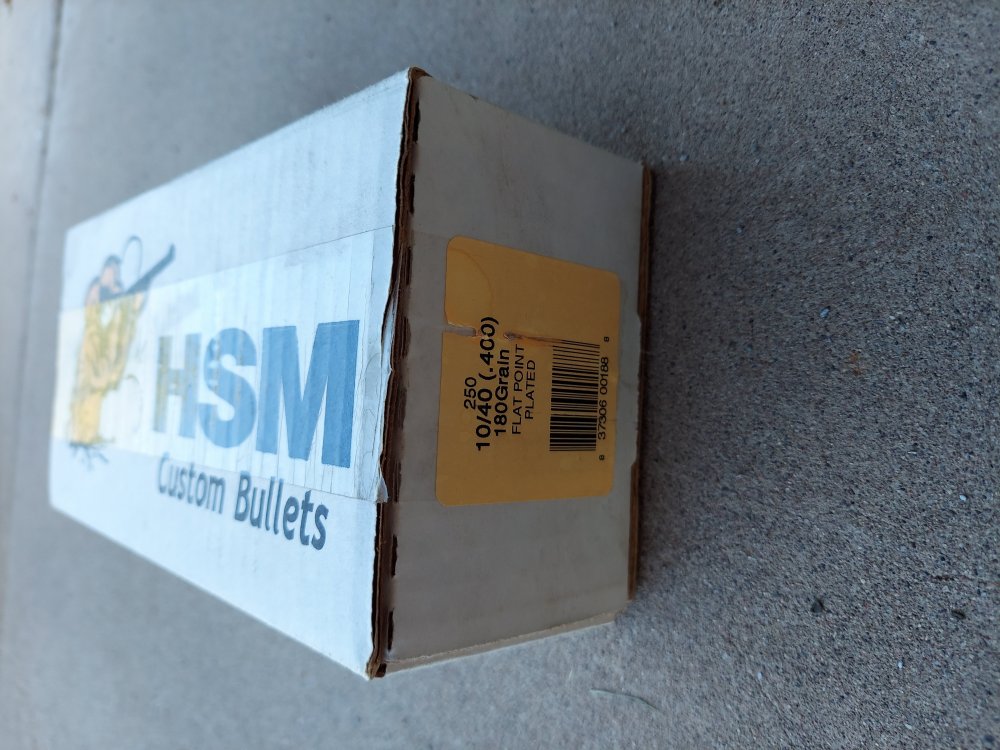 HSM
Custom Bullets
250
10/40 (.400)
180Grain
FLAT POINT
PLATED
8 37306 00188 8